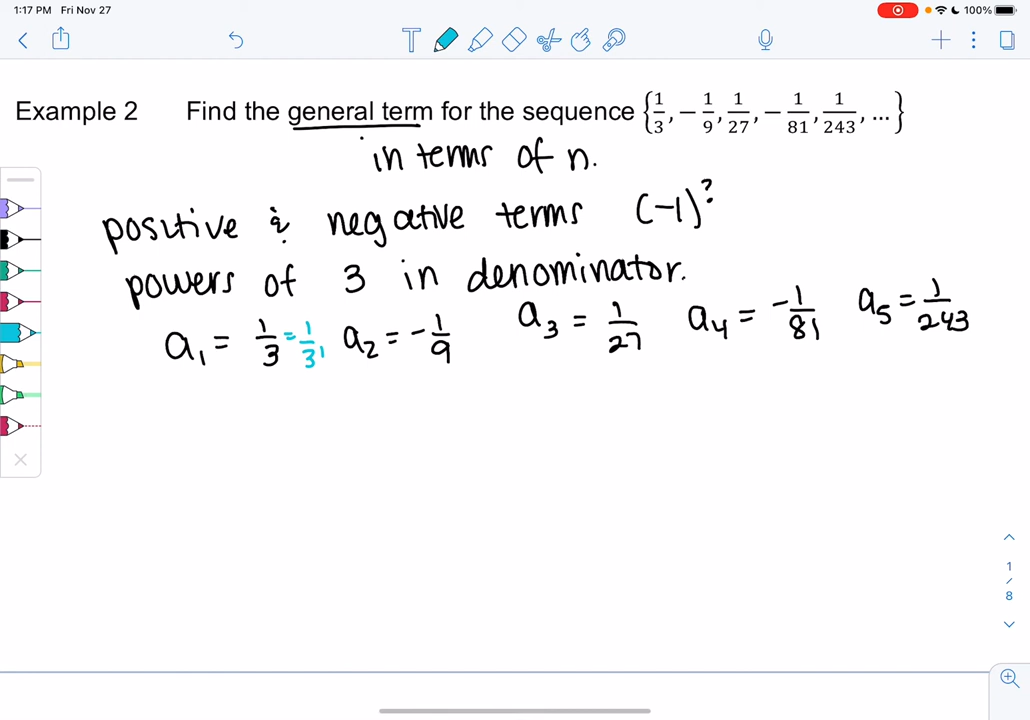 1:17 PM Fri Nov 27 100%
Example 2 Find the general term for the sequence {1/3, −1/9, 1/27, −1/81, 1/243, ...}
in terms of n.
positive & negative terms (-1)^?
powers of 3 in denominator.
a₁ = 1/3 = 1/3¹ a₂ = -1/9 a₃ = 1/27 a₄ = -1/81 a₅ = 1/243
1
/
8